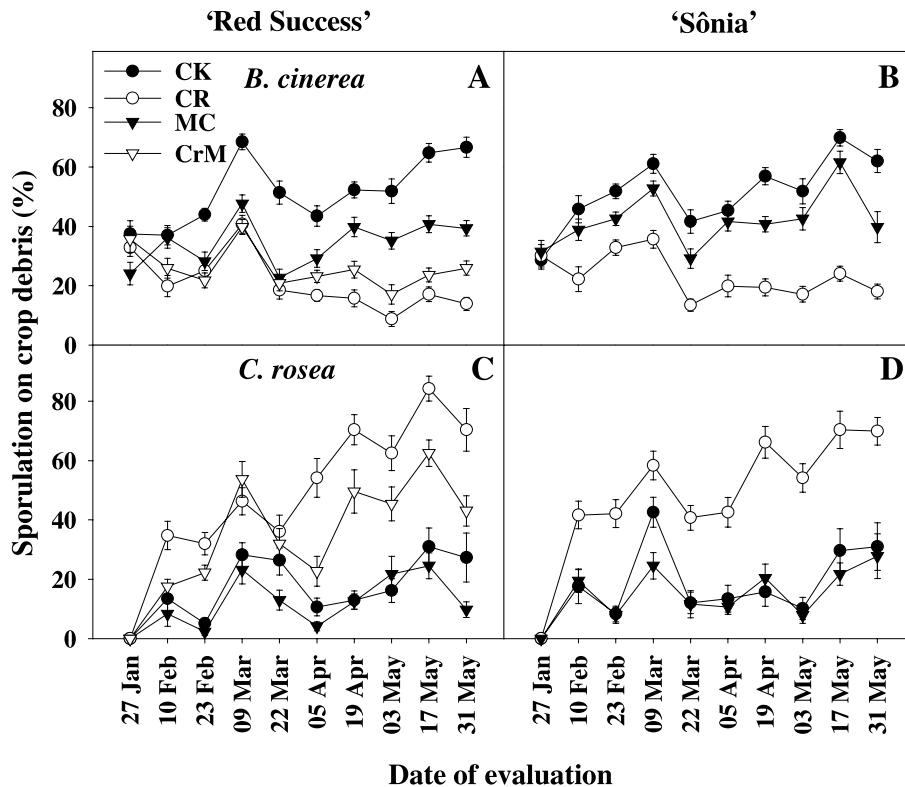 ‘Red Success’
‘Sônia’
CK
CR
MC
CrM
B. cinerea
A
B
80
60
40
20
0
C. rosea
C
D
80
60
40
20
0
Sporulation on crop debris (%)
27 Jan
10 Feb
23 Feb
09 Mar
22 Mar
05 Apr
19 Apr
03 May
17 May
31 May
27 Jan
10 Feb
23 Feb
09 Mar
22 Mar
05 Apr
19 Apr
03 May
17 May
31 May
Date of evaluation